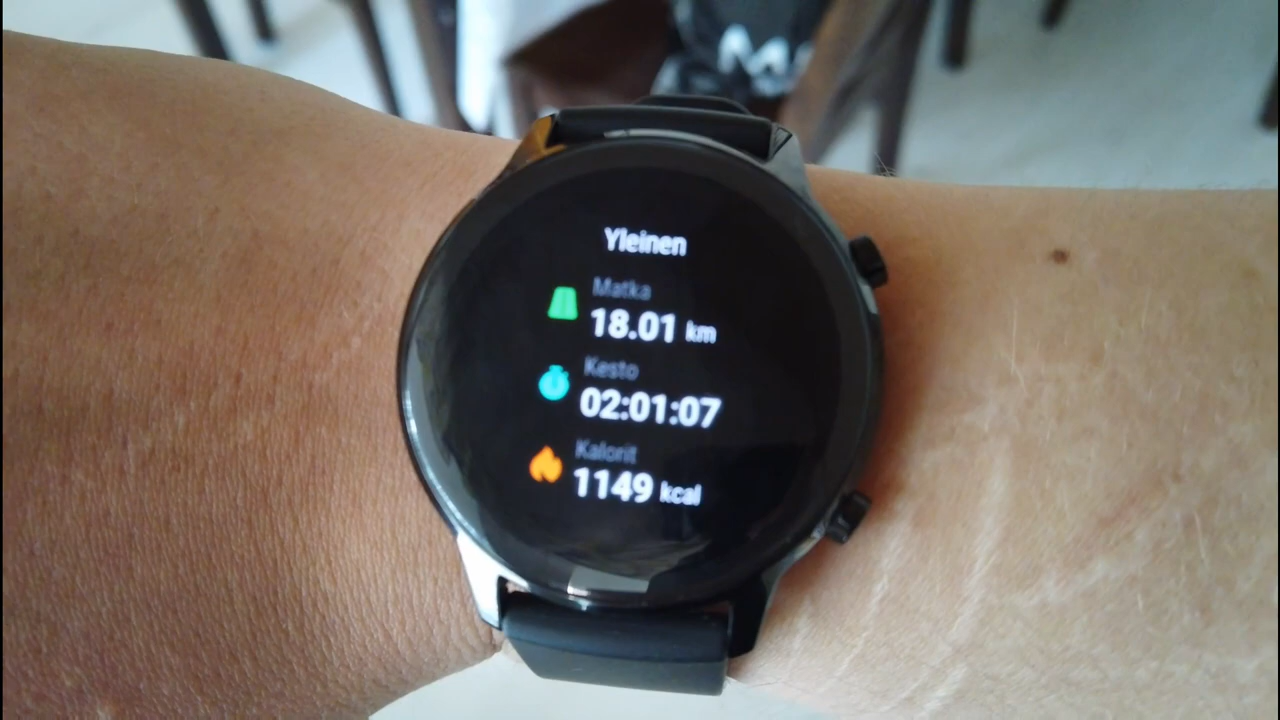 Yleinen
Matka
18.01 km
Kesto
02:01:07
Kalorit
1149 kcal